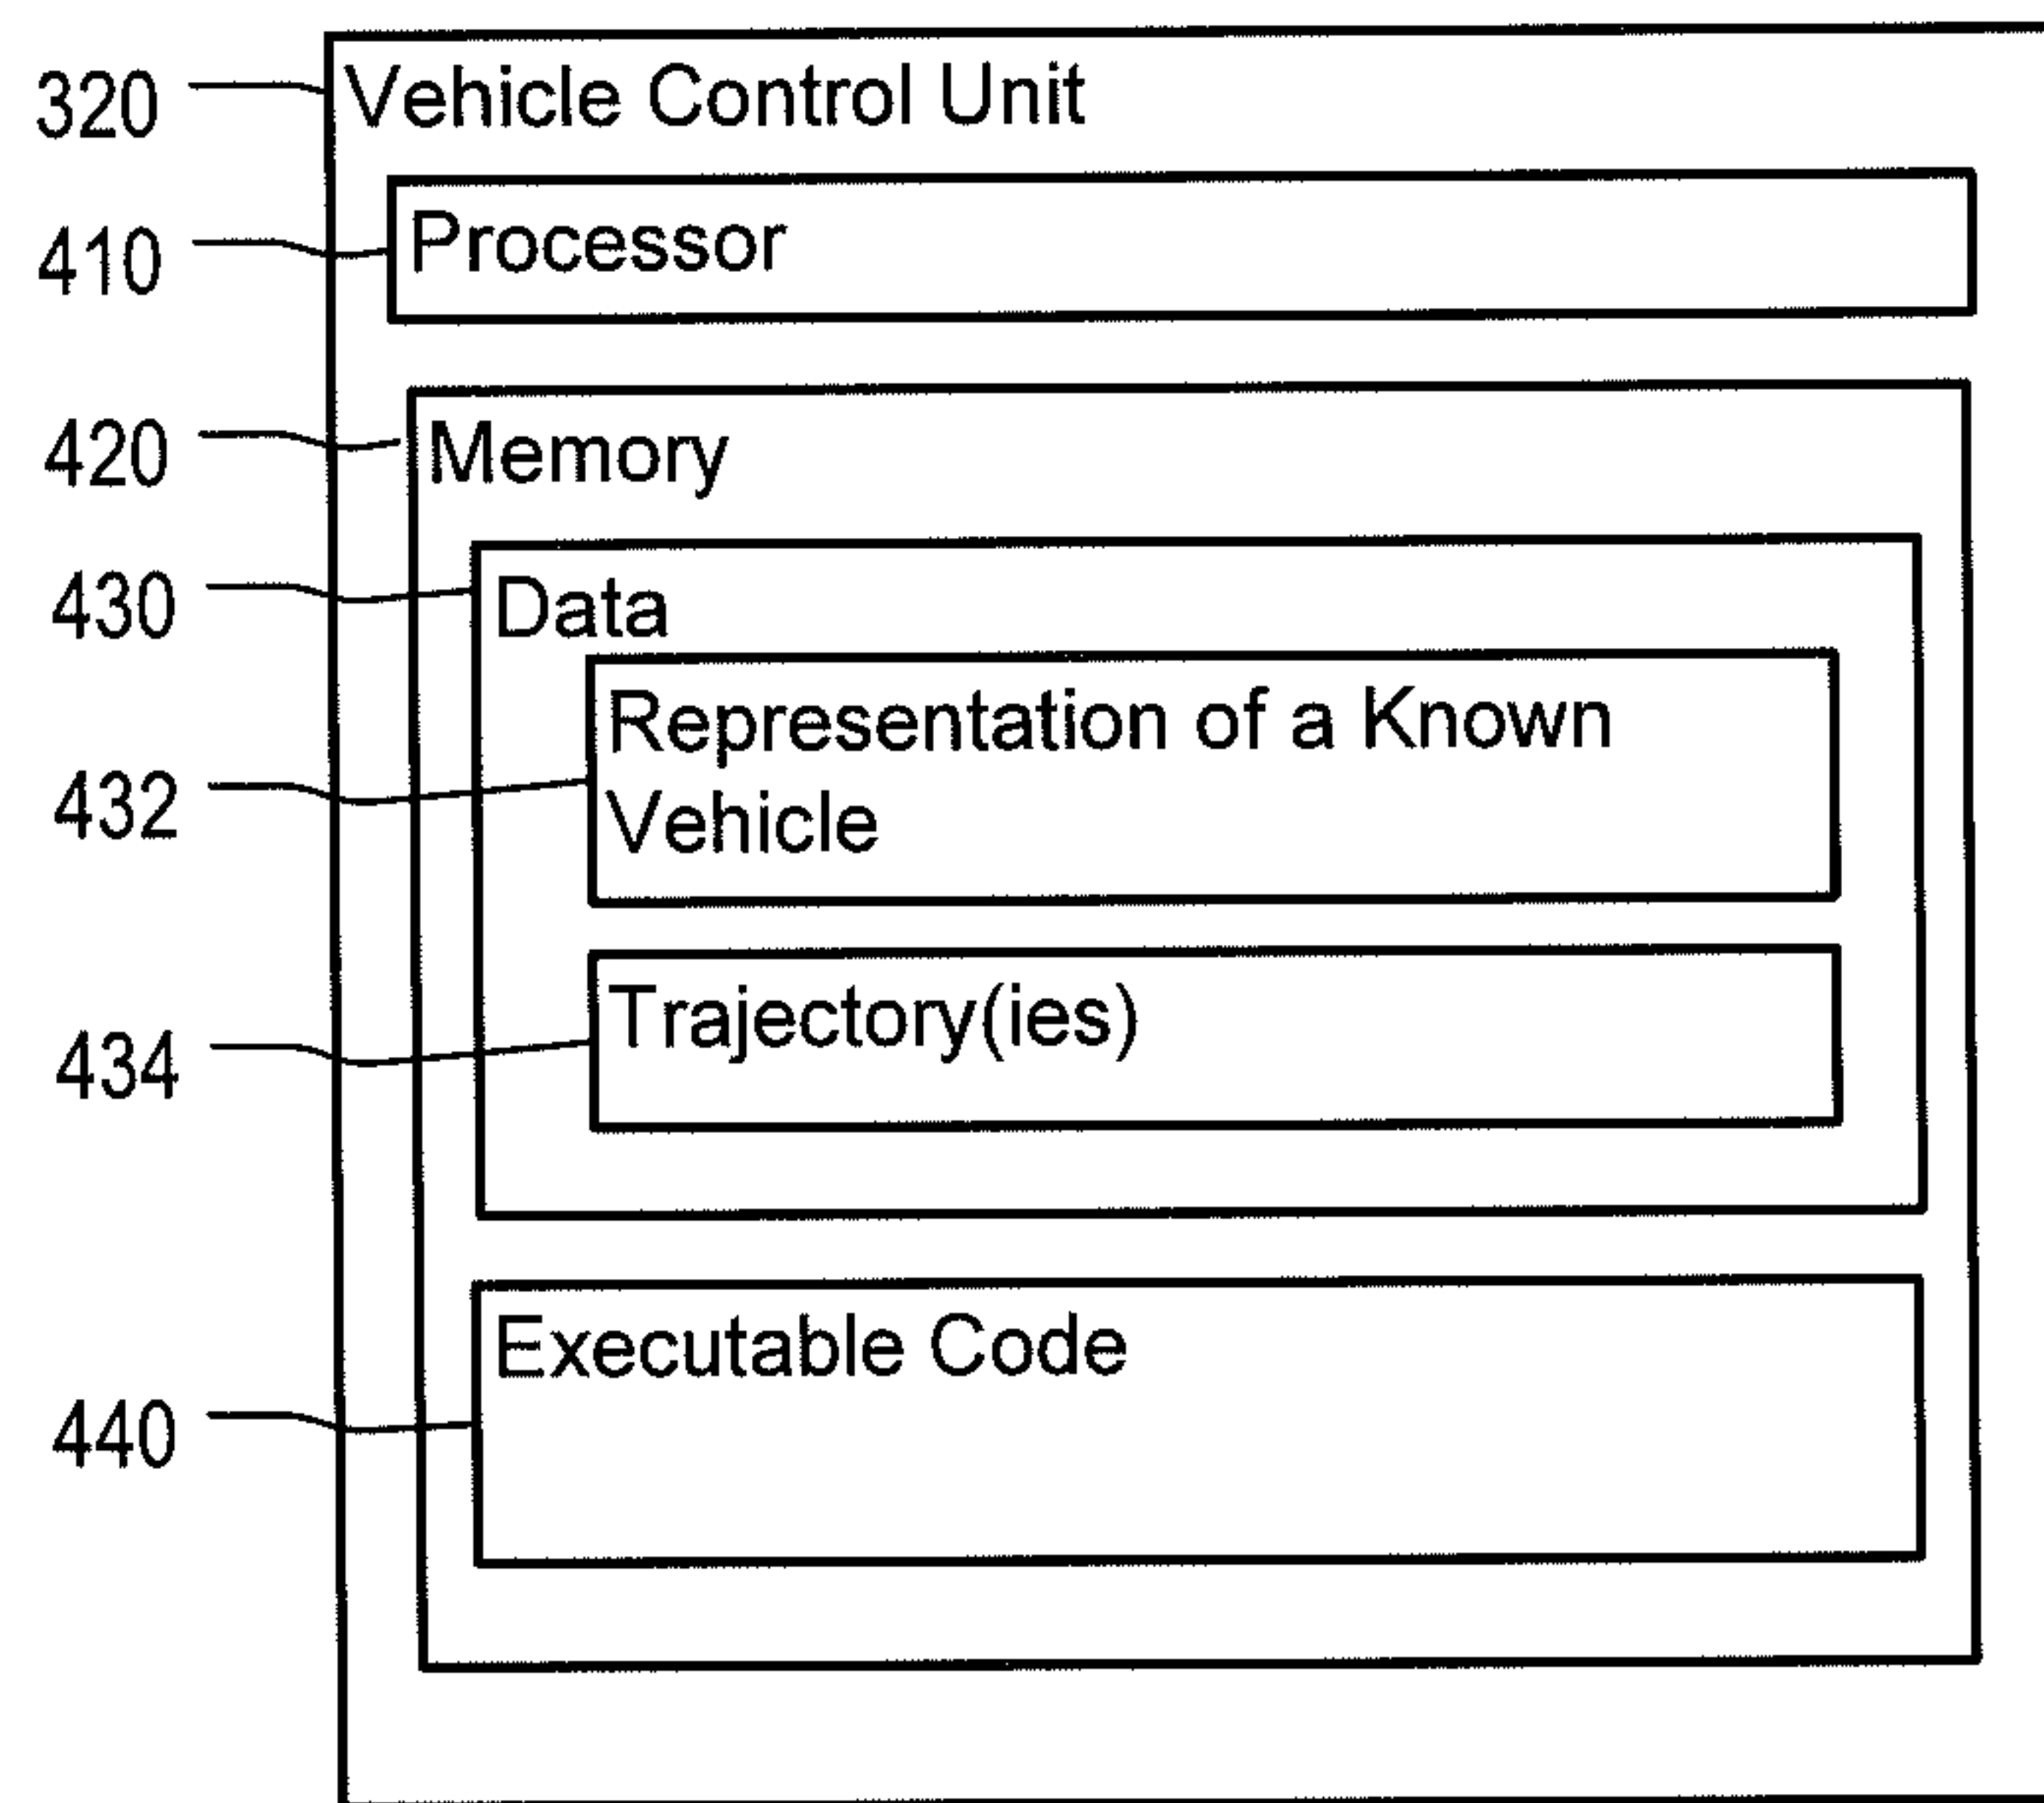 320 Vehicle Control Unit
410 Processor
420 Memory
430 Data
Representation of a Known
432 Vehicle
434 Trajectory(ies)
Executable Code
440